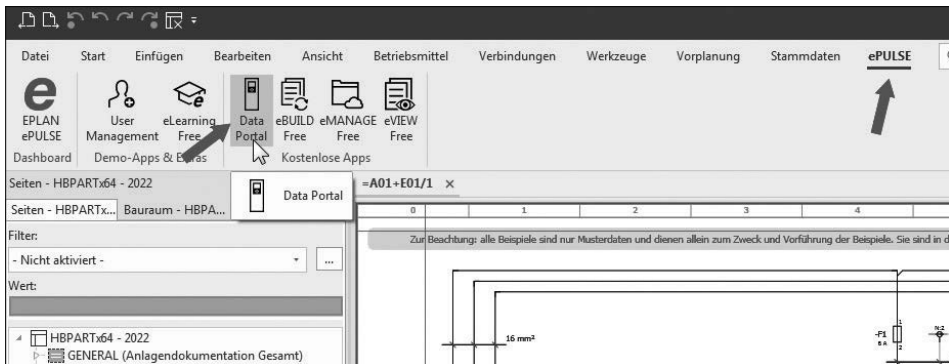 Datei Start Einfügen Bearbeiten Ansicht Betriebsmittel Verbindungen Werkzeuge Vorplanung Stammdaten ePULSE
EPLAN ePULSE
User Management
eLearning Free
Data Portal
eBUILD Free
eMANAGE Free
eVIEW Free
Dashboard Demo-Apps & Extras Kostenlose Apps
Seiten - HBPARTx64 - 2022
Data Portal
=A01+E01/1 ×
Seiten - HBPARTx... Bauraum - HBPA...
0 1 2 3 4
Filter:
Zur Beachtung: alle Beispiele sind nur Musterdaten und dienen allein zum Zweck und Vorführung der Beispiele. Sie sind in d
- Nicht aktiviert - ...
Wert:
HBPARTx64 - 2022
GENERAL (Anlagendokumentation Gesamt)
16 mm²
-F1
6 A
1
2